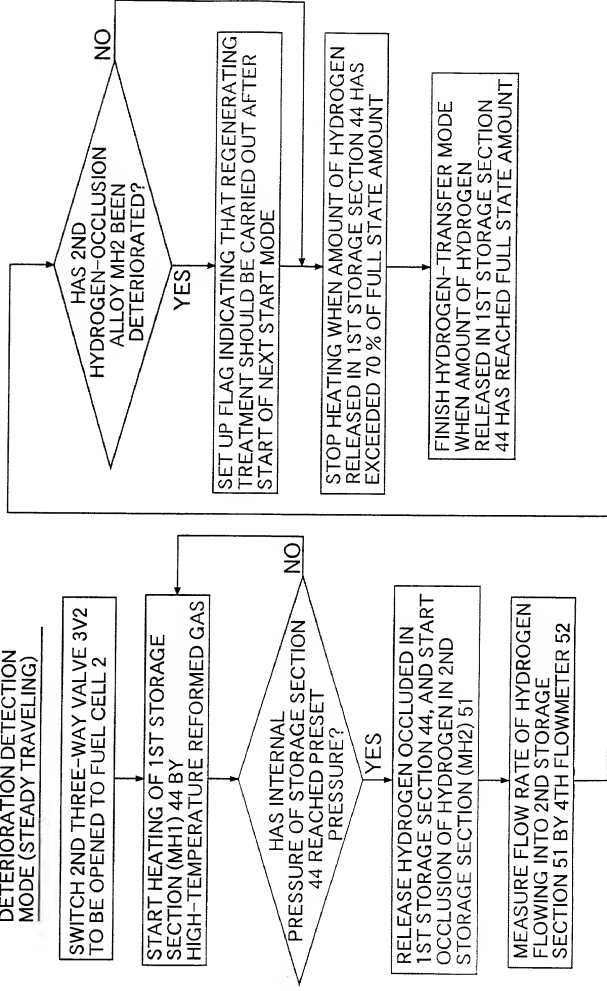 DETERIORATION DETECTION
MODE (STEADY TRAVELING)
SWITCH 2ND THREE-WAY VALVE 3V2
TO BE OPENED TO FUEL CELL 2
START HEATING OF 1ST STORAGE
SECTION (MH1) 44 BY
HIGH-TEMPERATURE REFORMED GAS
HAS INTERNAL
PRESSURE OF STORAGE SECTION
44 REACHED PRESET
PRESSURE?
NO
YES
RELEASE HYDROGEN OCCLUDED IN
1ST STORAGE SECTION 44, AND START
OCCLUSION OF HYDROGEN IN 2ND
STORAGE SECTION (MH2) 51
MEASURE FLOW RATE OF HYDROGEN
FLOWING INTO 2ND STORAGE
SECTION 51 BY 4TH FLOWMETER 52
HAS 2ND
HYDROGEN-OCCLUSION
ALLOY MH2 BEEN
DETERIORATED?
NO
YES
SET UP FLAG INDICATING THAT REGENERATING
TREATMENT SHOULD BE CARRIED OUT AFTER
START OF NEXT START MODE
STOP HEATING WHEN AMOUNT OF HYDROGEN
RELEASED IN 1ST STORAGE SECTION 44 HAS
EXCEEDED 70% OF FULL STATE AMOUNT
FINISH HYDROGEN-TRANSFER MODE
WHEN AMOUNT OF HYDROGEN
RELEASED IN 1ST STORAGE SECTION
44 HAS REACHED FULL STATE AMOUNT